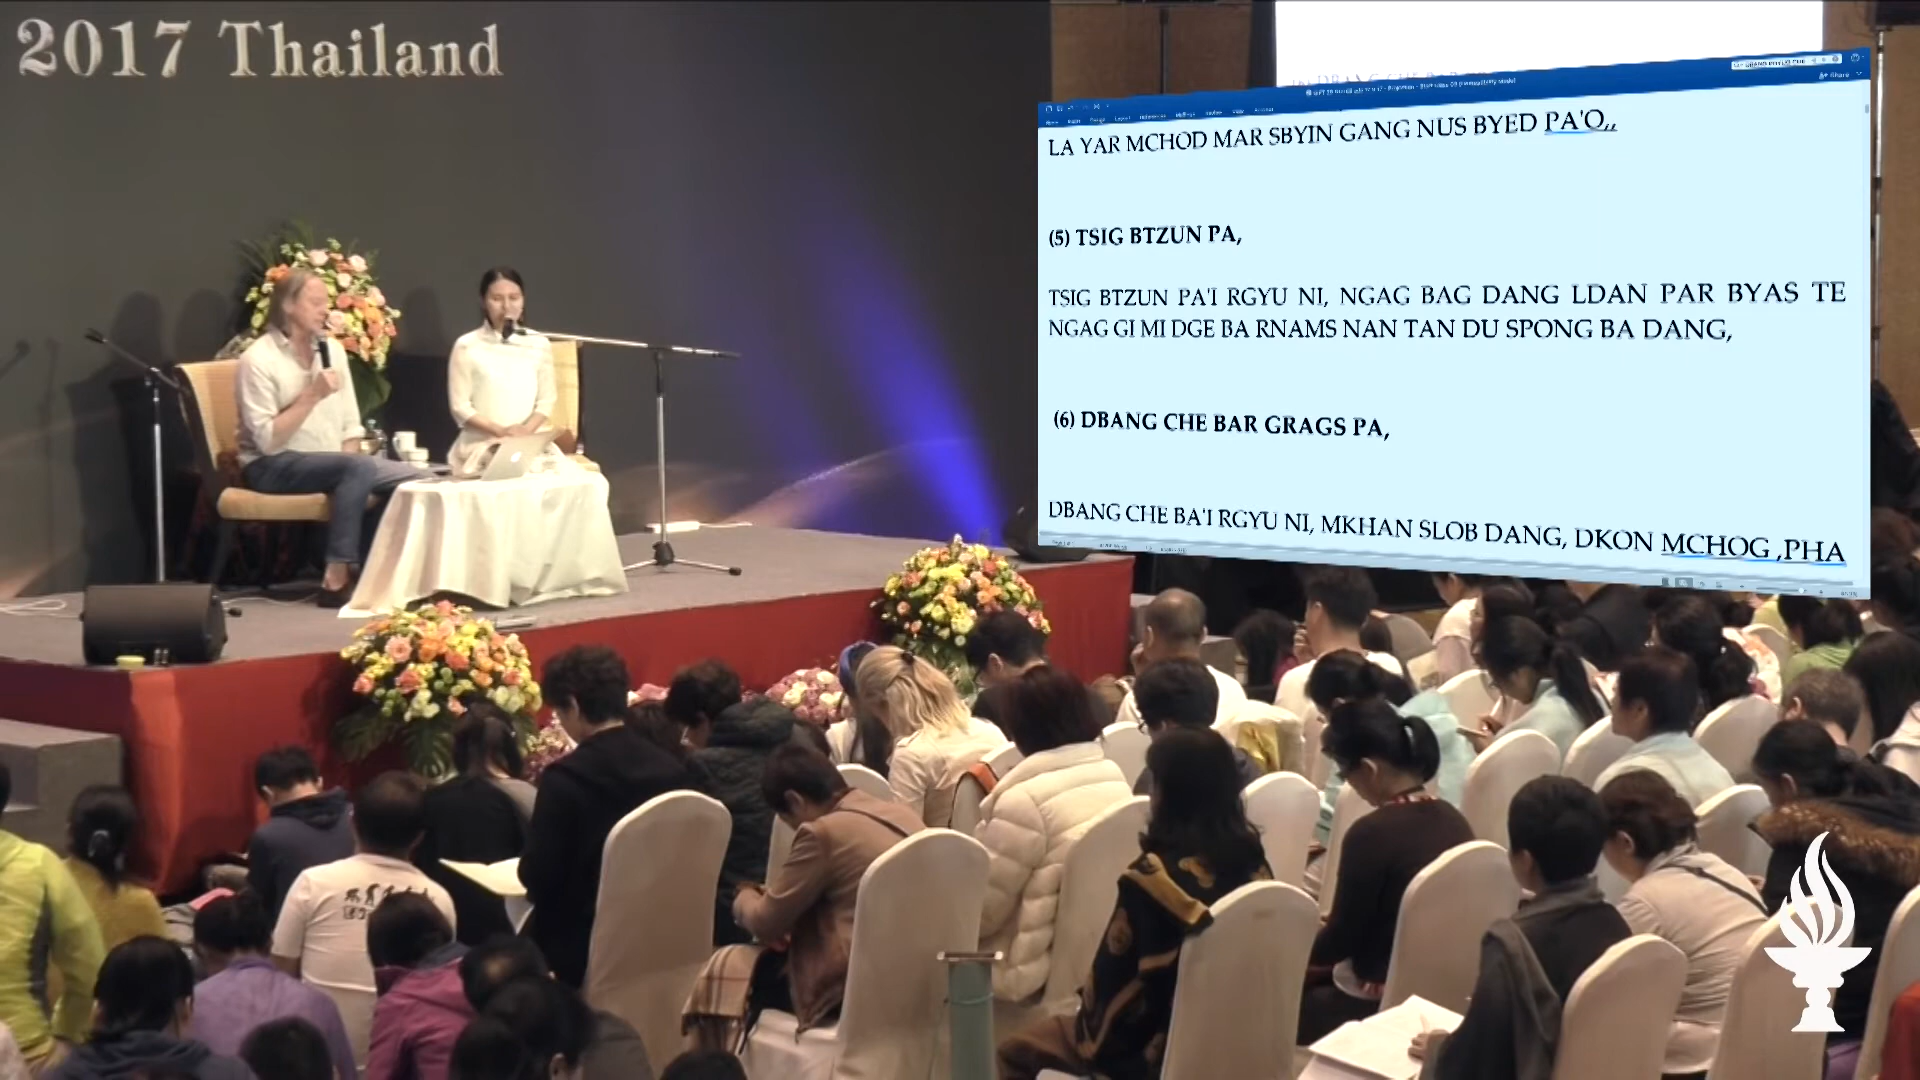 2017 Thailand
LA YAR MCHOD MAR SBYIN GANG NUS BYED PA'O,,
(5) TSIG BTZUN PA,
TSIG BTZUN PA'I RGYU NI, NGAG BAG DANG LDAN PAR BYAS TE
NGAG GI MI DGE BA RNAMS NAN TAN DU SPONG BA DANG,
(6) DBANG CHE BAR GRAGS PA,
DBANG CHE BA'I RGYU NI, MKHAN SLOB DANG, DKON MCHOG ,PHA